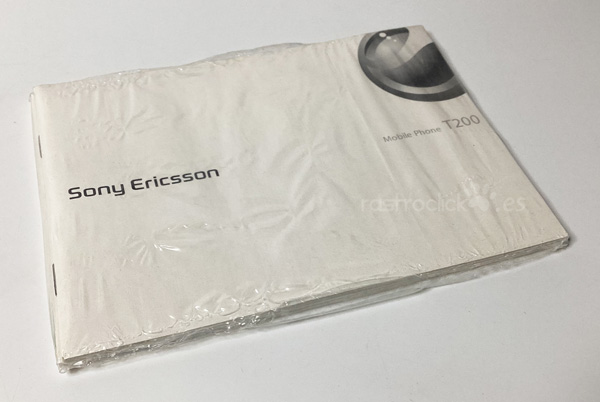 Mobile Phone T200
Sony Ericsson
rastroclick.es